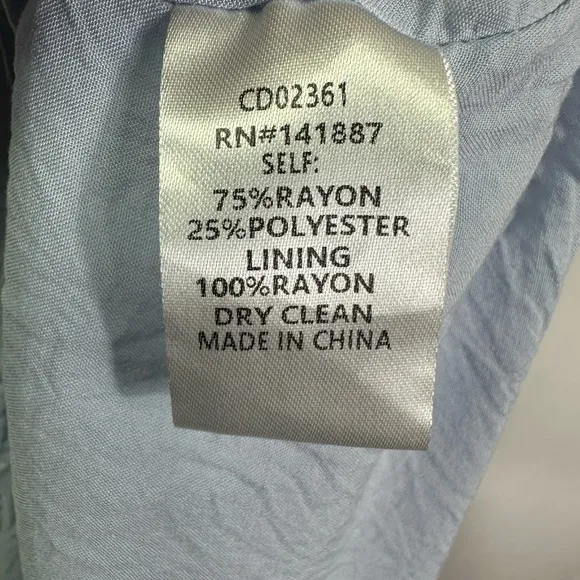 CD02361
RN#141887
SELF:
75%RAYON
25%POLYESTER
LINING
100%RAYON
DRY CLEAN
MADE IN CHINA